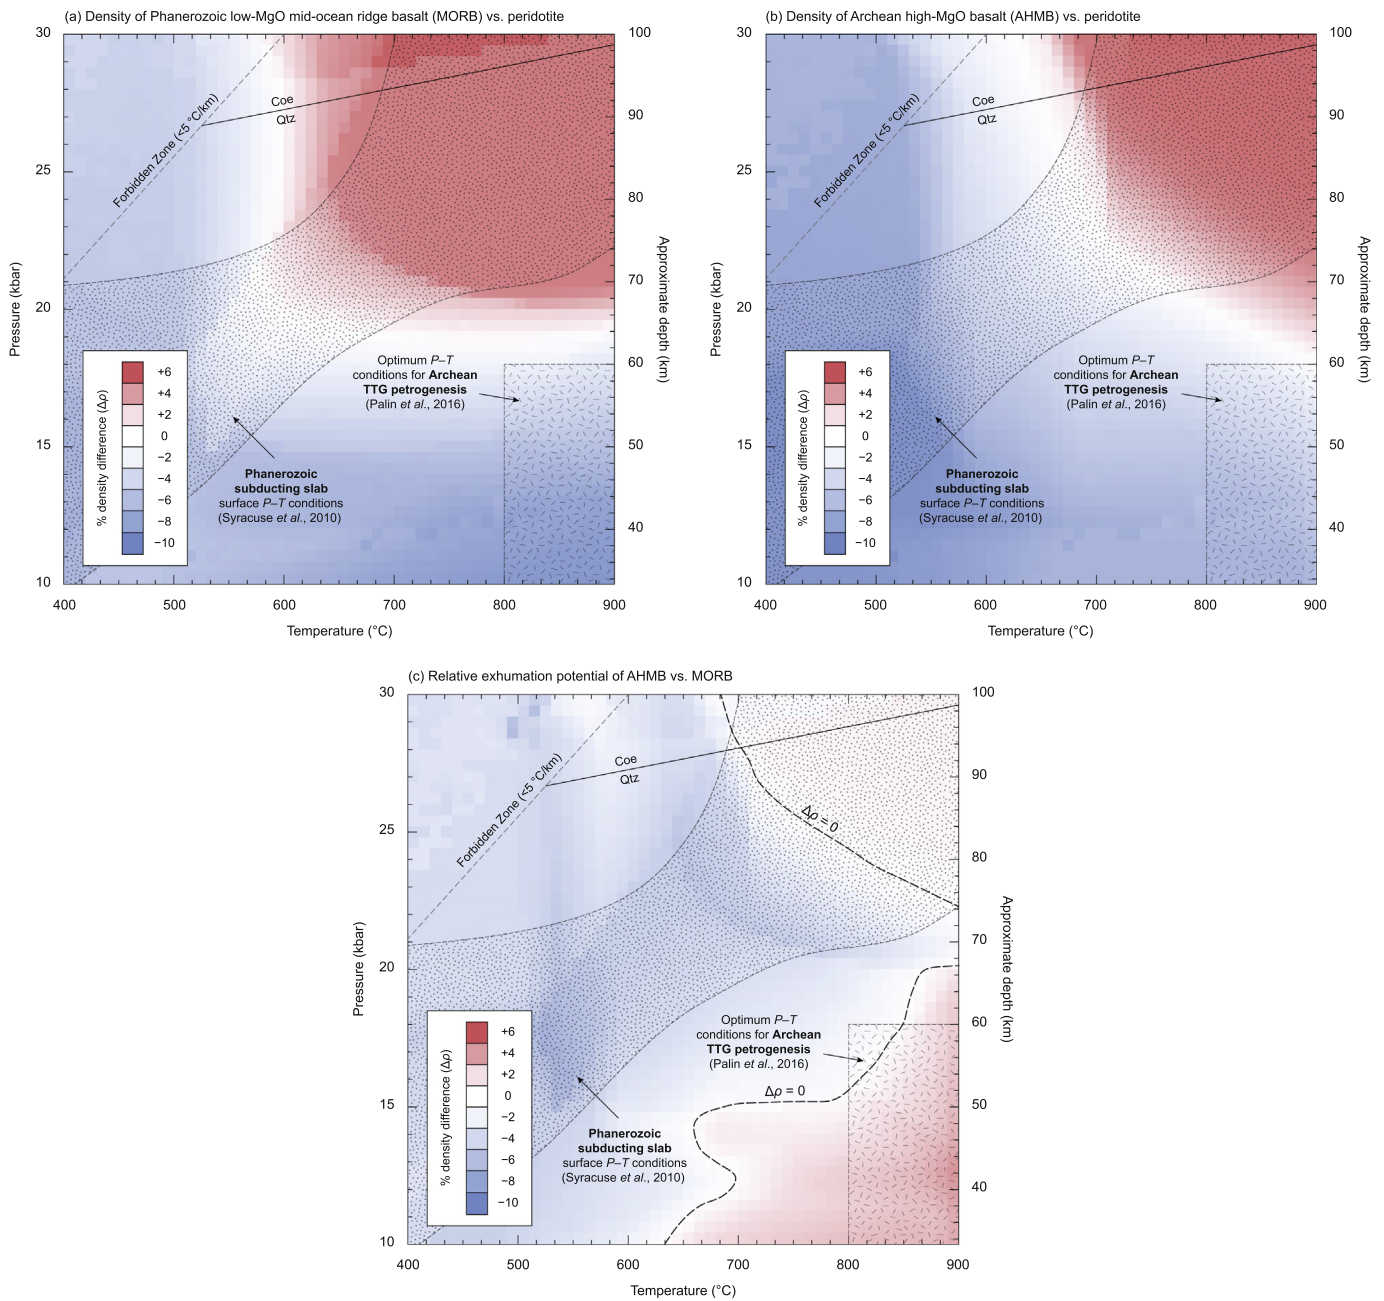 (a) Density of Phanerozoic low-MgO mid-ocean ridge basalt (MORB) vs. peridotite
30
25
20
15
10
Pressure (kbar)
400
500
600
700
800
900
Temperature (°C)
100
90
80
70
60
50
40
Approximate depth (km)
Forbidden Zone (<5 °C/km)
Coe
Qtz
Optimum P–T
conditions for Archean
TTG petrogenesis
(Palin et al., 2016)
Phanerozoic
subducting slab
surface P–T conditions
(Syracuse et al., 2010)
% density difference (Δρ)
+6
+4
+2
0
−2
−4
−6
−8
−10
(b) Density of Archean high-MgO basalt (AHMB) vs. peridotite
30
25
20
15
10
Pressure (kbar)
400
500
600
700
800
900
Temperature (°C)
100
90
80
70
60
50
40
Approximate depth (km)
Forbidden Zone (<5 °C/km)
Coe
Qtz
Optimum P–T
conditions for Archean
TTG petrogenesis
(Palin et al., 2016)
Phanerozoic
subducting slab
surface P–T conditions
(Syracuse et al., 2010)
% density difference (Δρ)
+6
+4
+2
0
−2
−4
−6
−8
−10
(c) Relative exhumation potential of AHMB vs. MORB
30
25
20
15
10
Pressure (kbar)
400
500
600
700
800
900
Temperature (°C)
100
90
80
70
60
50
40
Approximate depth (km)
Forbidden Zone (<5 °C/km)
Coe
Qtz
Δρ = 0
Optimum P–T
conditions for Archean
TTG petrogenesis
(Palin et al., 2016)
Δρ = 0
Phanerozoic
subducting slab
surface P–T conditions
(Syracuse et al., 2010)
% density difference (Δρ)
+6
+4
+2
0
−2
−4
−6
−8
−10